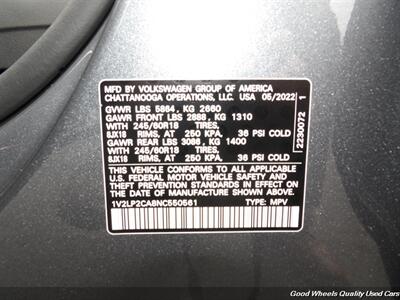 MFD BY VOLKSWAGEN GROUP OF AMERICA
CHATTANOOGA OPERATIONS, LLC. USA 05/2022
GVWR LBS 5864, KG 2660
GAWR FRONT LBS 2888, KG 1310
WITH 245/60R18 TIRES,
8JX18 RIMS, AT 250 KPA, 36 PSI COLD
GAWR REAR LBS 3086, KG 1400
WITH 245/60R18 TIRES,
8JX18 RIMS, AT 250 KPA, 36 PSI COLD
THIS VEHICLE CONFORMS TO ALL APPLICABLE
U.S. FEDERAL MOTOR VEHICLE SAFETY
AND THEFT PREVENTION STANDARDS IN EFFECT ON
THE DATE OF MANUFACTURE SHOWN ABOVE.
1V2LP2CA8NC550561 TYPE: MPV
2230072 1
Good Wheels Quality Used Cars